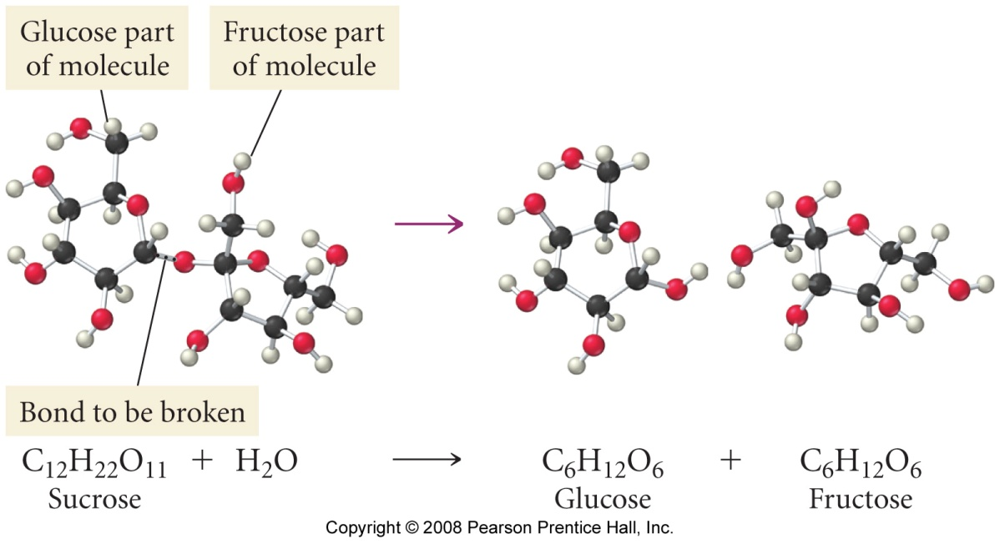 Glucose part
of molecule
Fructose part
of molecule
Bond to be broken
C₁₂H₂₂O₁₁ + H₂O ⟶ C₆H₁₂O₆ + C₆H₁₂O₆
Sucrose Glucose Fructose
Copyright © 2008 Pearson Prentice Hall, Inc.